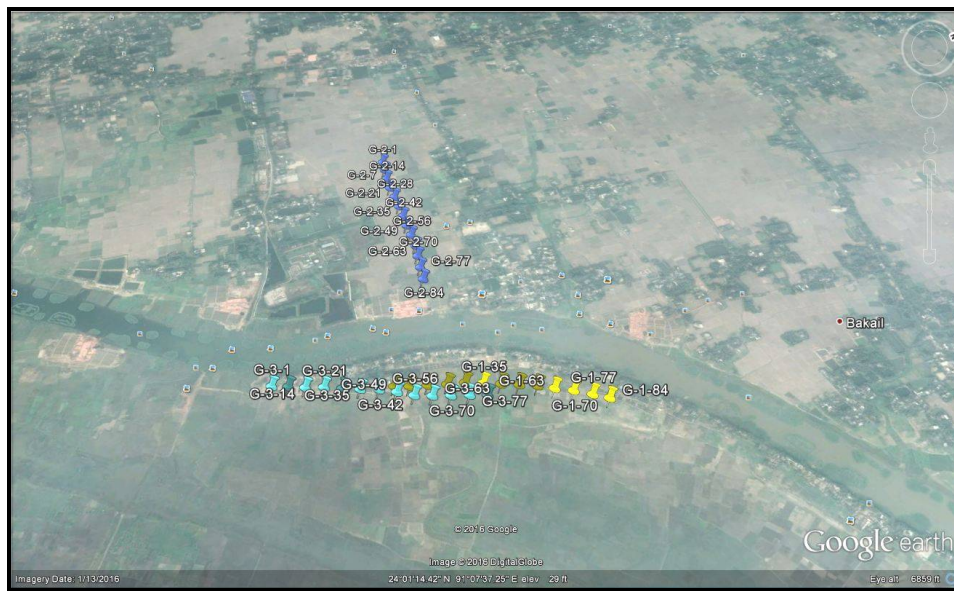 G-2-1
G-2-14
G-2-7
G-2-28
G-2-21
G-2-42
G-2-35
G-2-56
G-2-49
G-2-70
G-2-63
G-2-77
G-2-84
Bakail
G-3-1
G-3-21
G-1-35
G-3-49
G-3-56
G-1-63
G-1-77
G-3-14
G-3-35
G-3-63
G-1-84
G-3-42
G-3-70
G-3-77
G-1-70
© 2016 Google
Google earth
Image © 2016 DigitalGlobe
Imagery Date: 1/13/2016 24°01'14.42" N 91°07'37.25" E elev 29 ft Eye alt 6859 ft